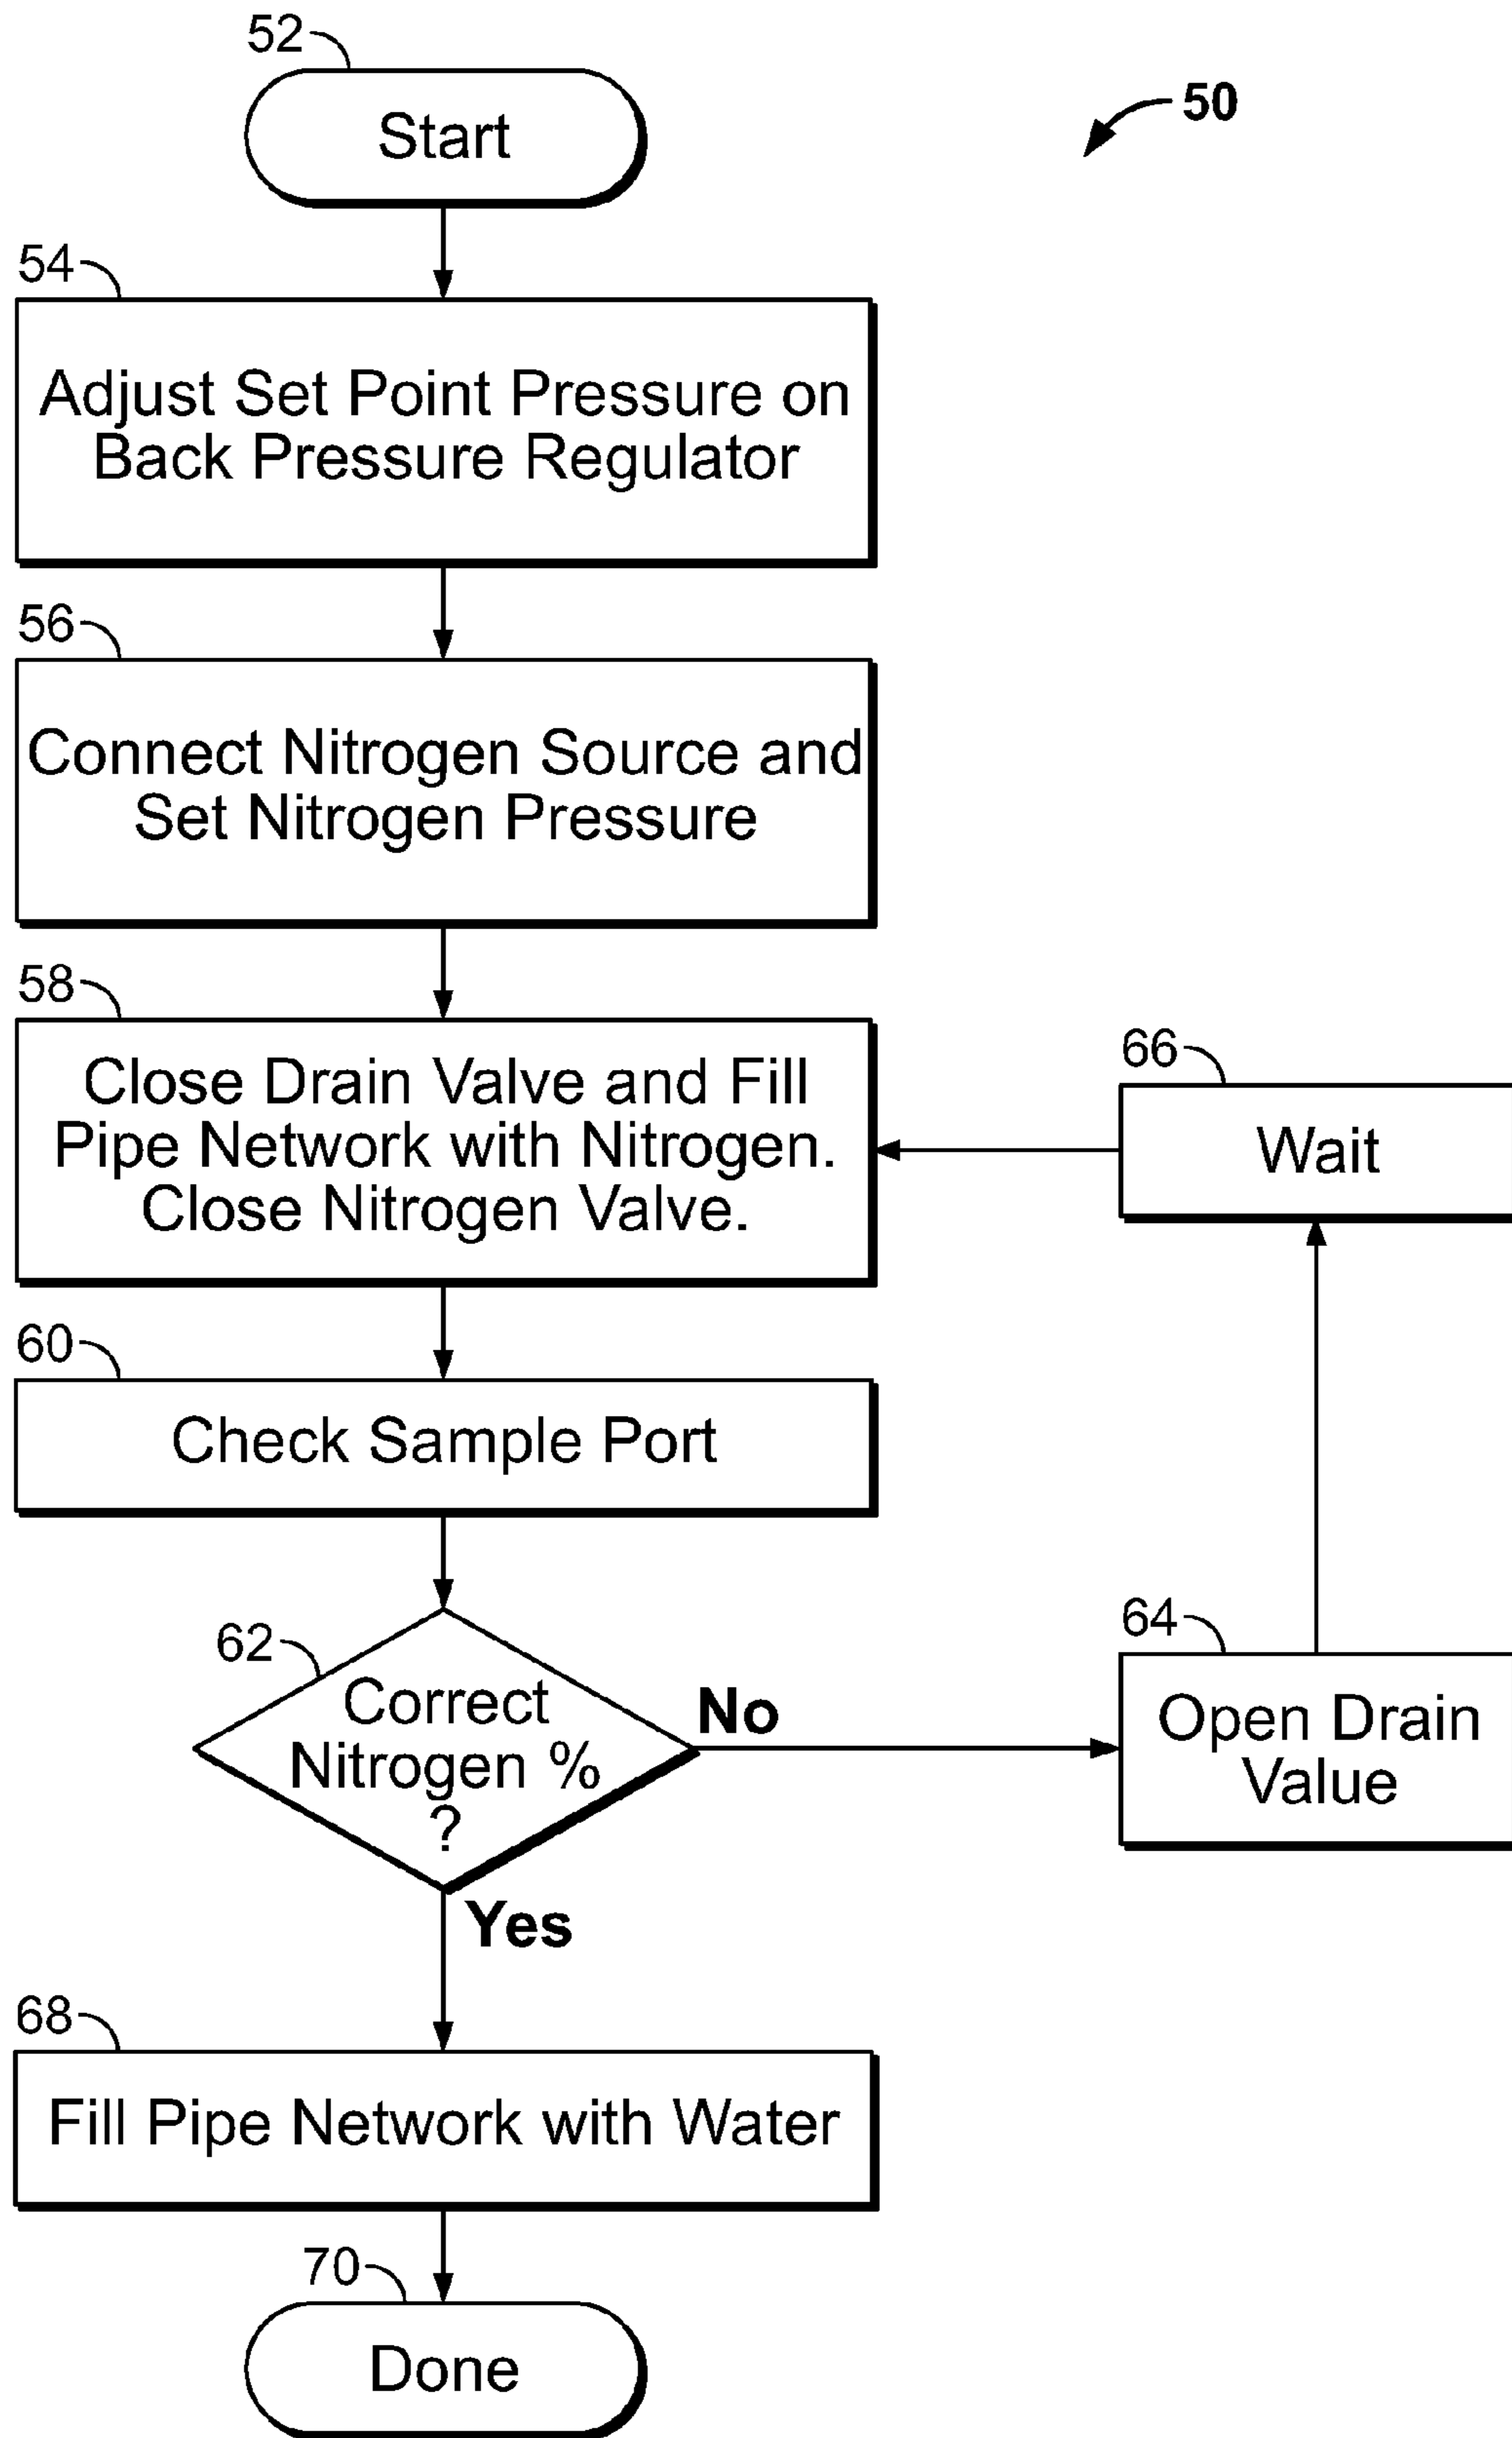 52
Start
50
54
Adjust Set Point Pressure on
Back Pressure Regulator
56
Connect Nitrogen Source and
Set Nitrogen Pressure
58
Close Drain Valve and Fill
Pipe Network with Nitrogen.
Close Nitrogen Valve.
66
Wait
60
Check Sample Port
62
Correct
Nitrogen %
?
No
64
Open Drain
Value
Yes
68
Fill Pipe Network with Water
70
Done